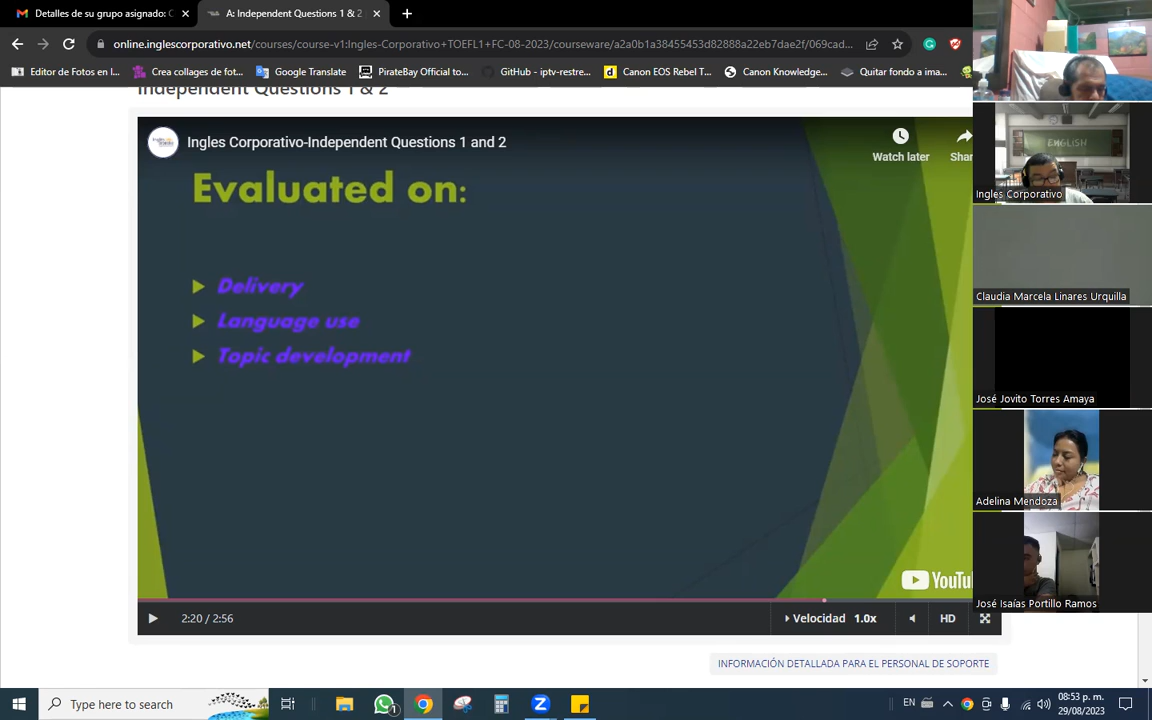 Detalles de su grupo asignado: C
A: Independent Questions 1 & 2
online.inglescorporativo.net/courses/course-v1:Ingles-Corporativo+TOEFL1+FC-08-2023/courseware/a2a0b1a38455453d82888a22eb7dae2f/069cad...
Editor de Fotos en l...
Crea collages de fot...
Google Translate
PirateBay Official to...
GitHub - iptv-restre...
Canon EOS Rebel T...
Canon Knowledge...
Quitar fondo a ima...
Independent Questions 1 & 2
Ingles Corporativo-Independent Questions 1 and 2
Watch later
Shar
Evaluated on:
Delivery
Language use
Topic development
YouTu
2:20 / 2:56
Velocidad 1.0x
HD
INFORMACIÓN DETALLADA PARA EL PERSONAL DE SOPORTE
ENGLISH
Ingles Corporativo
Claudia Marcela Linares Urquilla
José Jovito Torres Amaya
Adelina Mendoza
José Isaías Portillo Ramos
Type here to search
1
EN
08:53 p. m.
29/08/2023